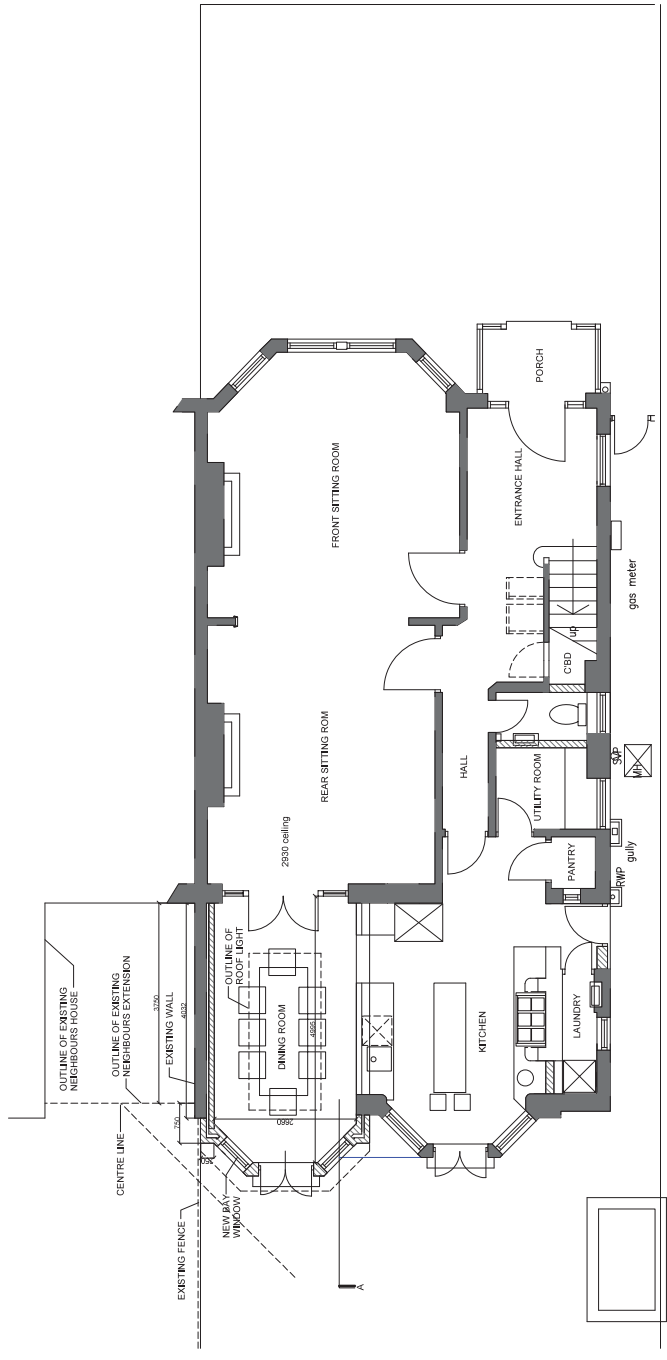 OUTLINE OF EXISTING
NEIGHBOURS HOUSE
OUTLINE OF EXISTING
NEIGHBOURS EXTENSION
CENTRE LINE
EXISTING FENCE
EXISTING WALL
3750
4032
750
NEW BAY
WINDOW
OUTLINE OF
ROOF LIGHT
DINING ROOM
4995
2660
2930 ceiling
REAR SITTING ROM
FRONT SITTING ROOM
HALL
ENTRANCE HALL
PORCH
KITCHEN
UTILITY ROOM
PANTRY
LAUNDRY
C'BD
up
gas meter
SVP
MH
gully
RWP
A